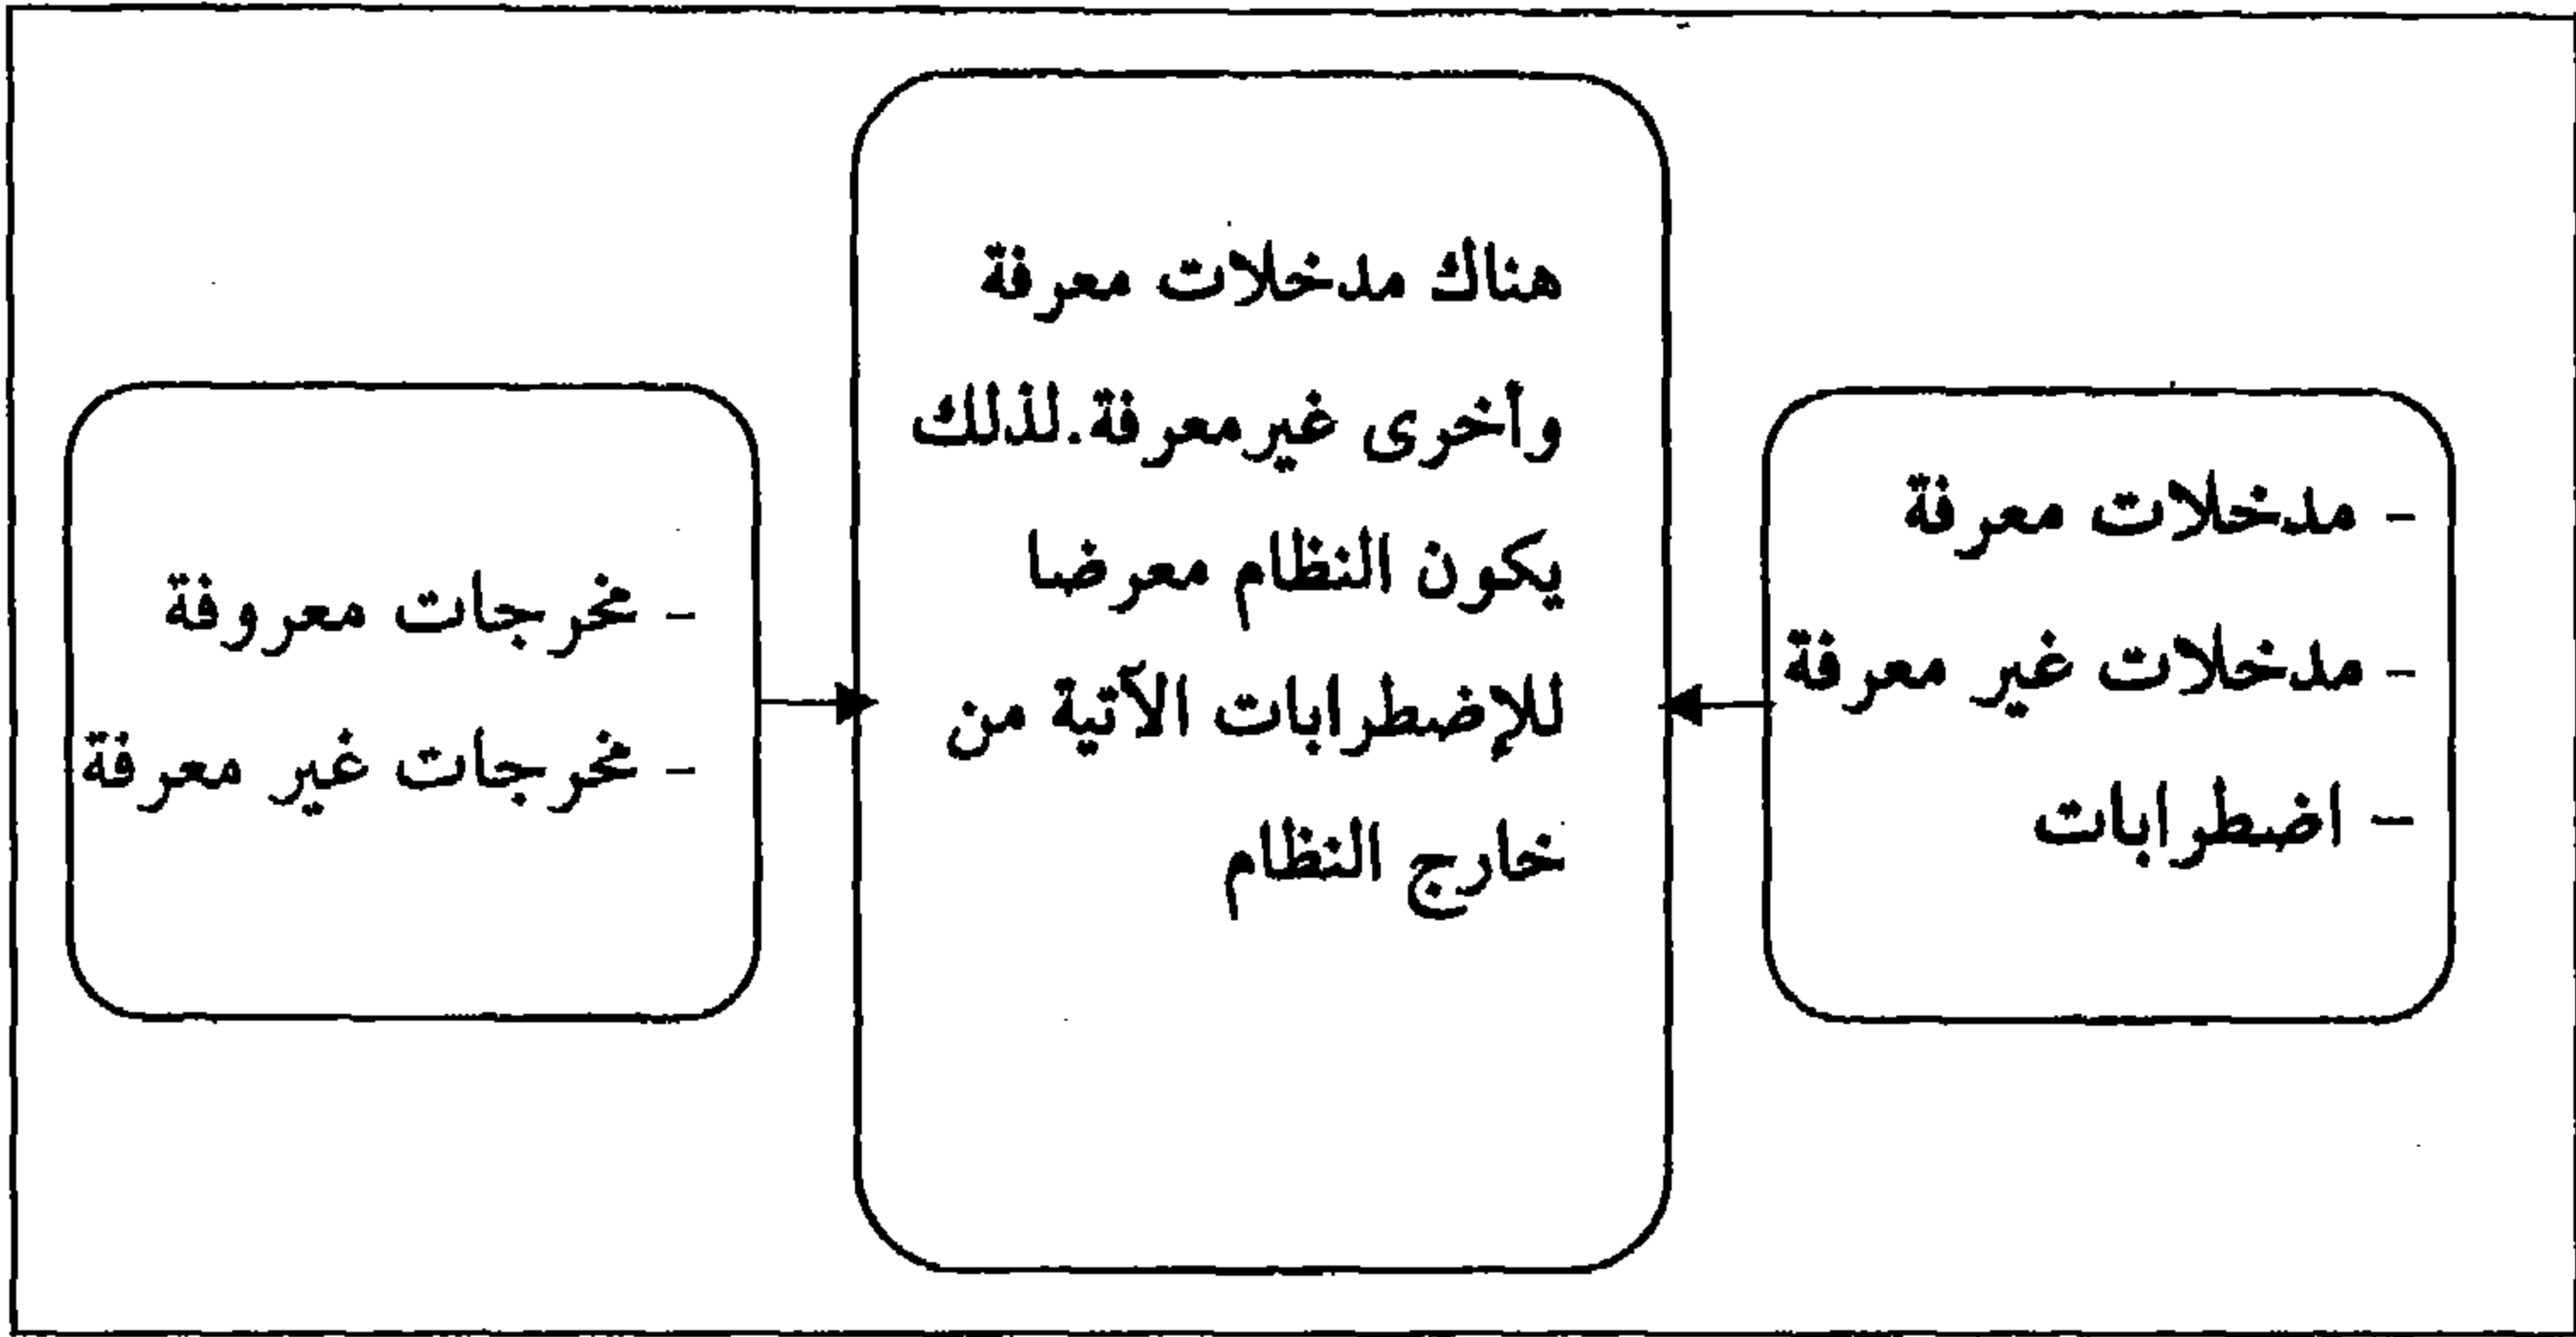 - مدخلات معرفة
- مدخلات غير معرفة
- اضطرابات
هناك مدخلات معرفة
وأخرى غيرمعرفة.لذلك
يكون النظام معرضا
للإضطرابات الآتية من
خارج النظام
- مخرجات معروفة
- مخرجات غير معرفة